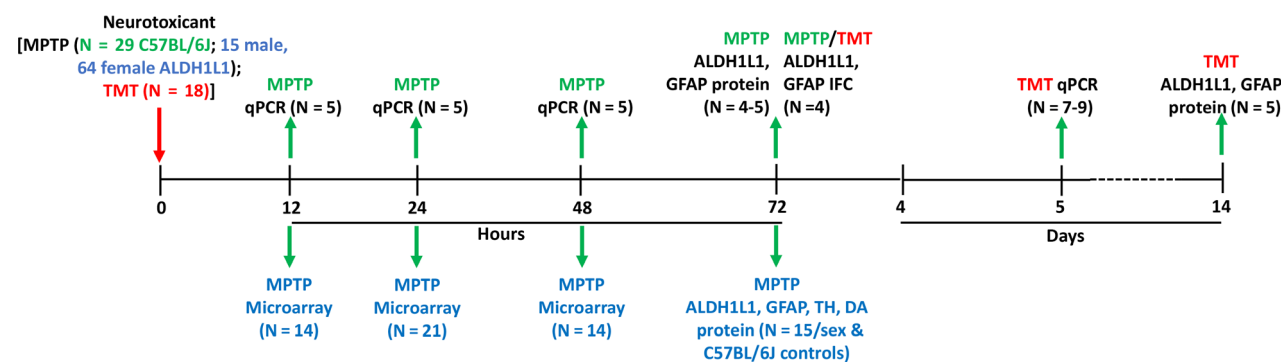 Neurotoxicant
[MPTP (N = 29 C57BL/6J; 15 male,
64 female ALDH1L1);
TMT (N = 18)]
MPTP
qPCR (N = 5)
MPTP
qPCR (N = 5)
MPTP
qPCR (N = 5)
MPTP
ALDH1L1,
GFAP protein
(N = 4-5)
MPTP/TMT
ALDH1L1,
GFAP IFC
(N =4)
TMT qPCR
(N = 7-9)
TMT
ALDH1L1, GFAP
protein (N = 5)
0
12
24
48
72
4
5
14
Hours
Days
MPTP
Microarray
(N = 14)
MPTP
Microarray
(N = 21)
MPTP
Microarray
(N = 14)
MPTP
ALDH1L1, GFAP, TH, DA
protein (N = 15/sex &
C57BL/6J controls)